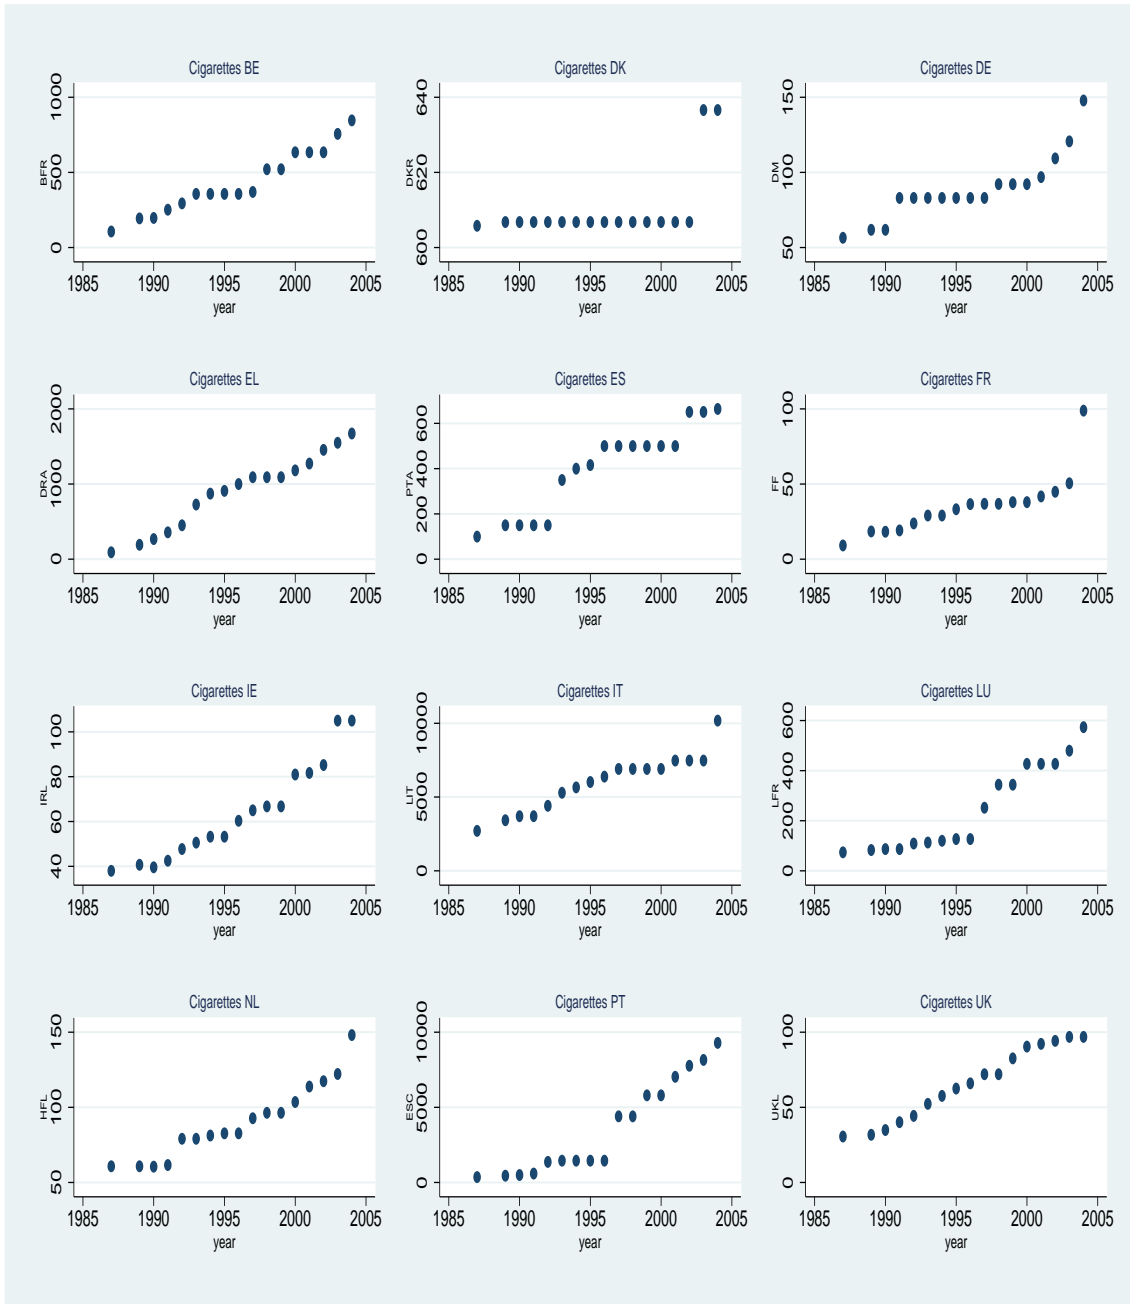 Cigarettes BE
BFR
0
500
1000
1985 1990 1995 2000 2005
year
Cigarettes DK
DKR
600
620
640
1985 1990 1995 2000 2005
year
Cigarettes DE
DM
50
100
150
1985 1990 1995 2000 2005
year
Cigarettes EL
DRA
0
1000
2000
1985 1990 1995 2000 2005
year
Cigarettes ES
PTA
0
200
400
600
1985 1990 1995 2000 2005
year
Cigarettes FR
FF
0
50
100
1985 1990 1995 2000 2005
year
Cigarettes IE
IRL
40
60
80
100
1985 1990 1995 2000 2005
year
Cigarettes IT
LIT
0
5000
10000
1985 1990 1995 2000 2005
year
Cigarettes LU
LFR
0
200
400
600
1985 1990 1995 2000 2005
year
Cigarettes NL
HFL
50
100
150
1985 1990 1995 2000 2005
year
Cigarettes PT
ESC
0
5000
10000
1985 1990 1995 2000 2005
year
Cigarettes UK
UKL
0
50
100
1985 1990 1995 2000 2005
year